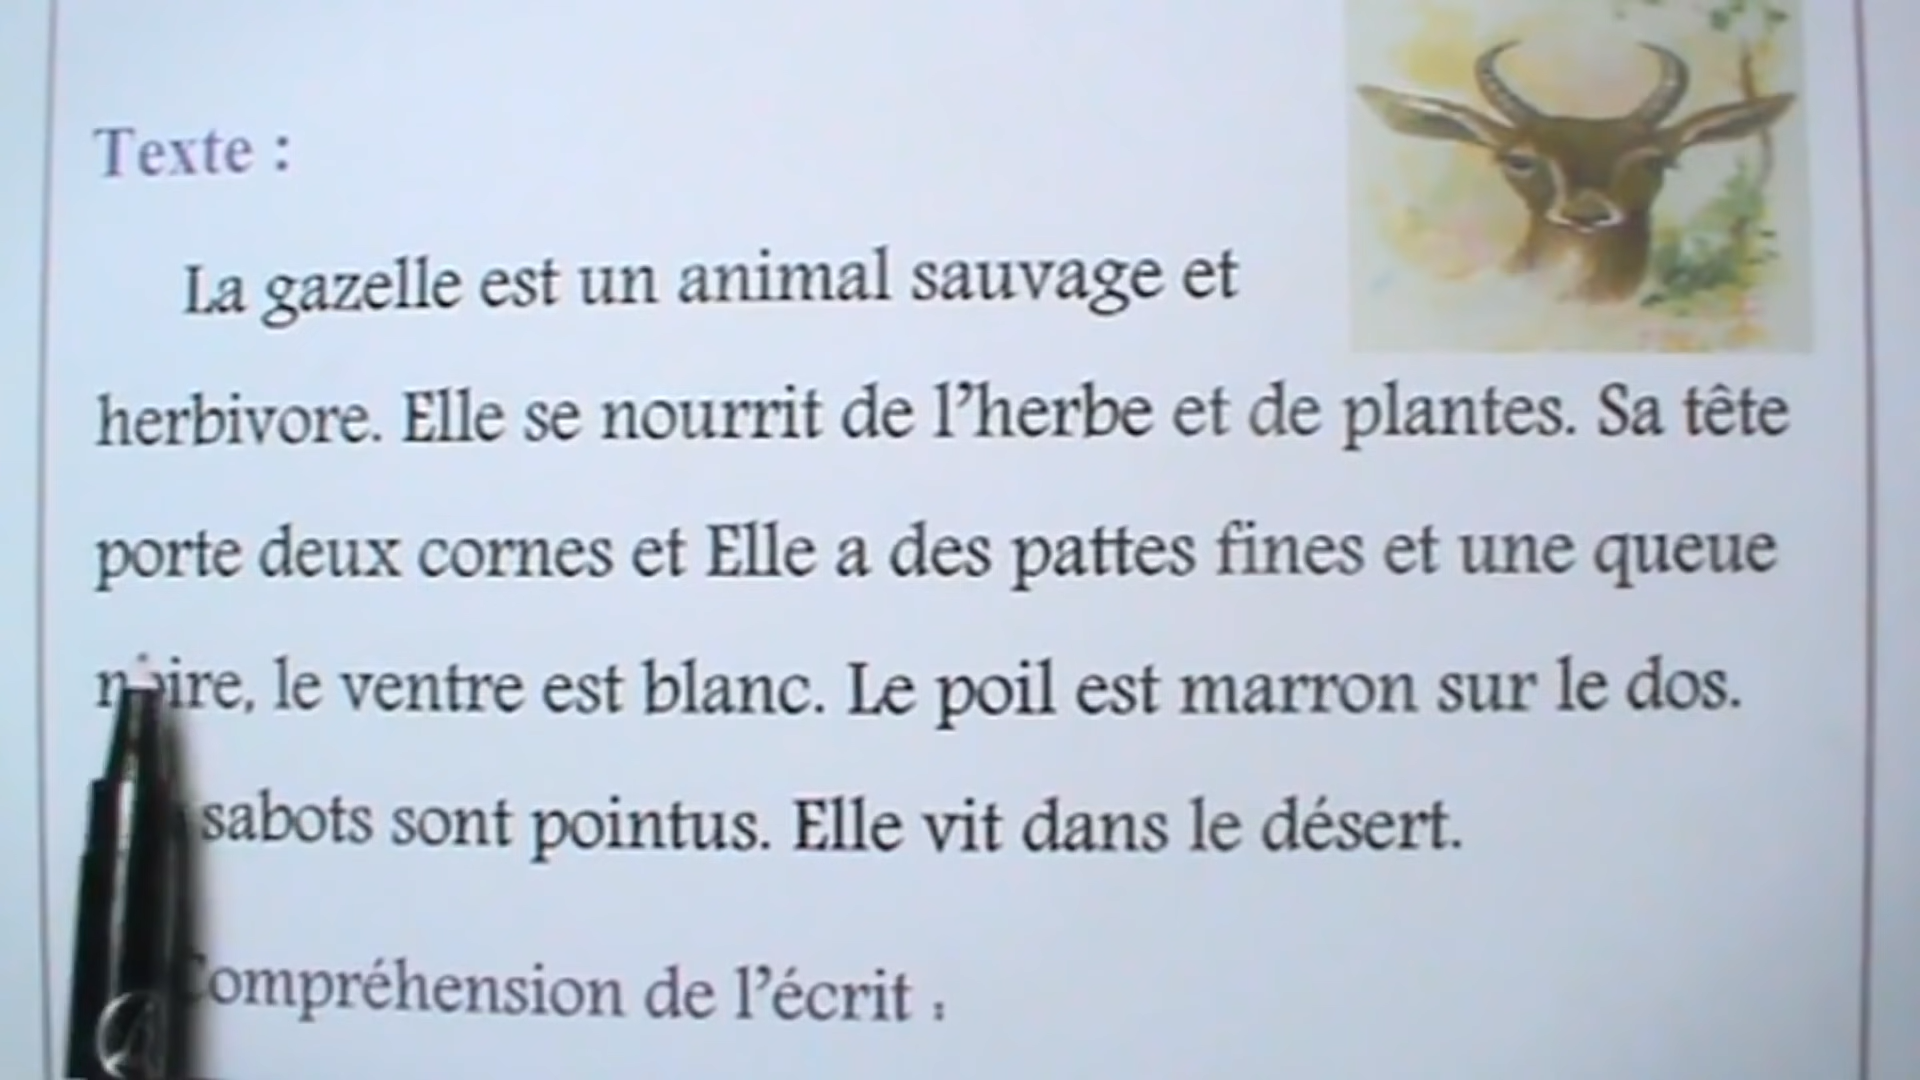 Texte :
La gazelle est un animal sauvage et
herbivore. Elle se nourrit de l’herbe et de plantes. Sa tête
porte deux cornes et Elle a des pattes fines et une queue
noire, le ventre est blanc. Le poil est marron sur le dos.
sabots sont pointus. Elle vit dans le désert.
Compréhension de l’écrit :